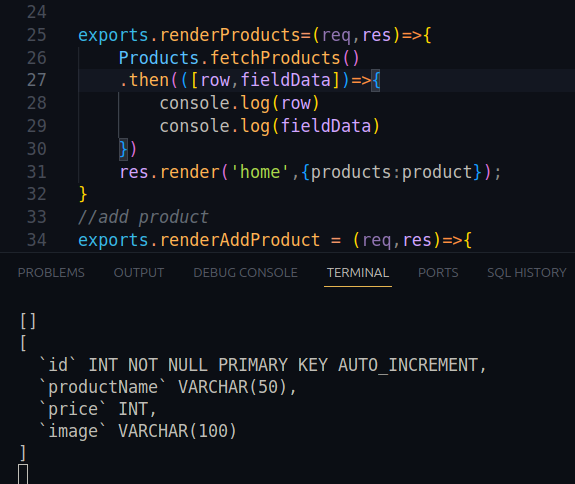 24
25 exports.renderProducts=(req,res)=>{
26 Products.fetchProducts()
27 .then(([row,fieldData])=>{
28 console.log(row)
29 console.log(fieldData)
30 })
31 res.render('home',{products:product});
32 }
33 //add product
34 exports.renderAddProduct = (req,res)=>{
PROBLEMS OUTPUT DEBUG CONSOLE TERMINAL PORTS SQL HISTORY
[]
[
`id` INT NOT NULL PRIMARY KEY AUTO_INCREMENT,
`productName` VARCHAR(50),
`price` INT,
`image` VARCHAR(100)
]